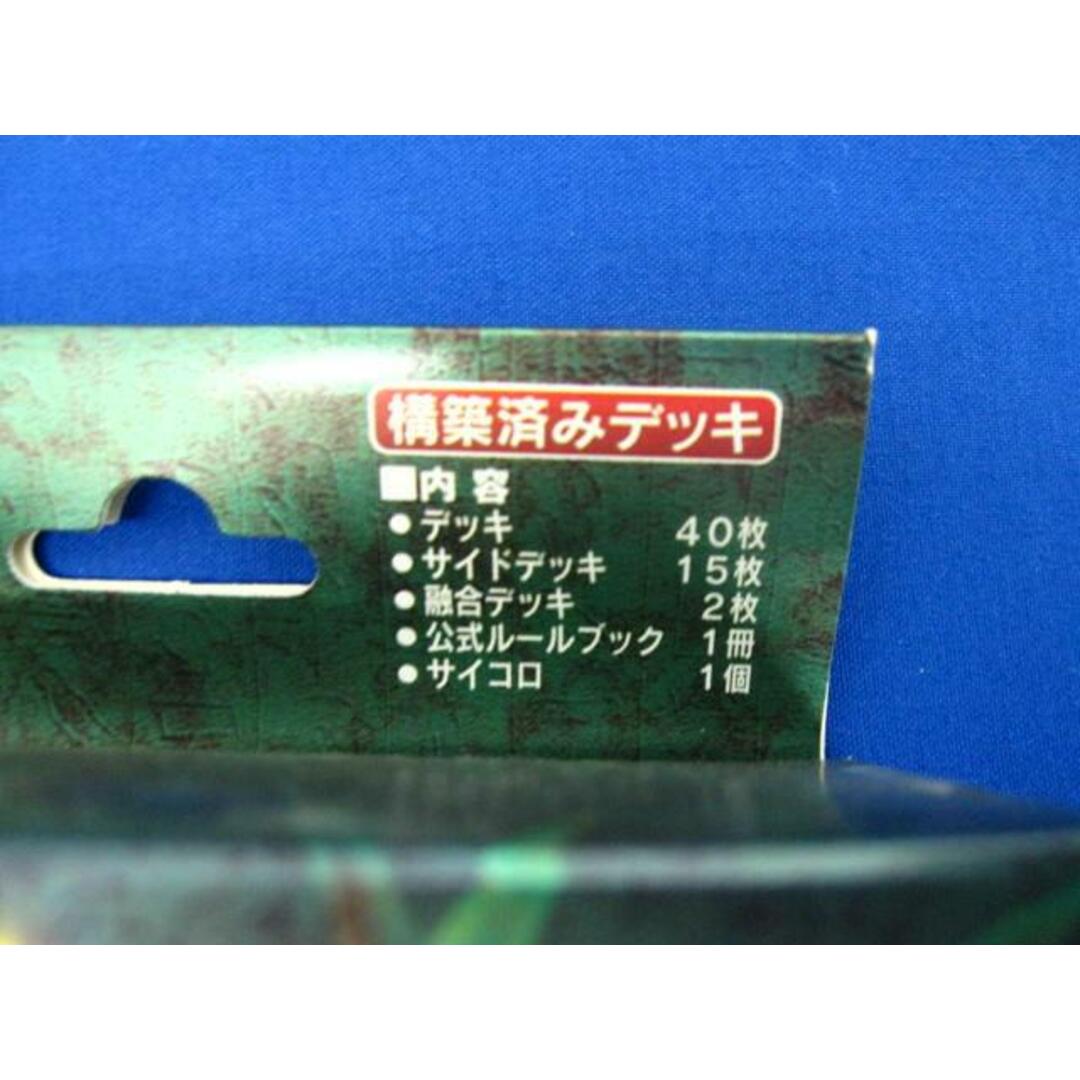 構築済みデッキ
■内容
●デッキ 40枚
●サイドデッキ 15枚
●融合デッキ 2枚
●公式ルールブック 1冊
●サイコロ 1個